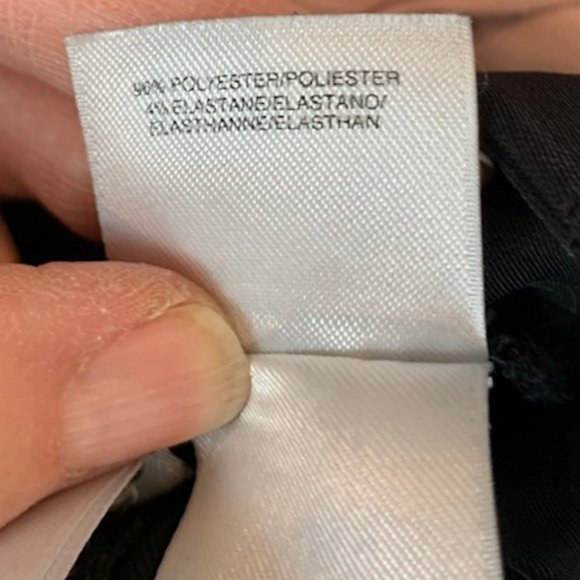 96% POLYESTER/POLIESTER
4% ELASTANE/ELASTANO/
ELASTHANNE/ELASTHAN